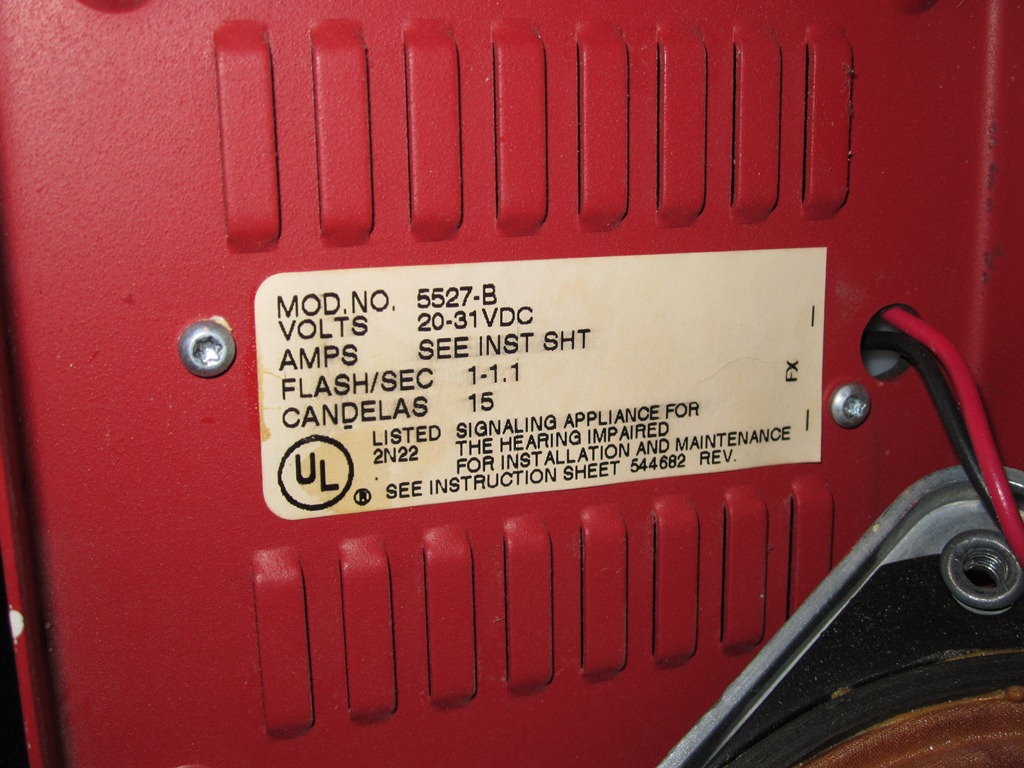 MOD.NO. 5527-B
VOLTS 20-31VDC
AMPS SEE INST SHT
FLASH/SEC 1-1.1
CANDELAS 15
UL ®
LISTED
2N22
SIGNALING APPLIANCE FOR
THE HEARING IMPAIRED
FOR INSTALLATION AND MAINTENANCE
SEE INSTRUCTION SHEET 544682 REV.
FX